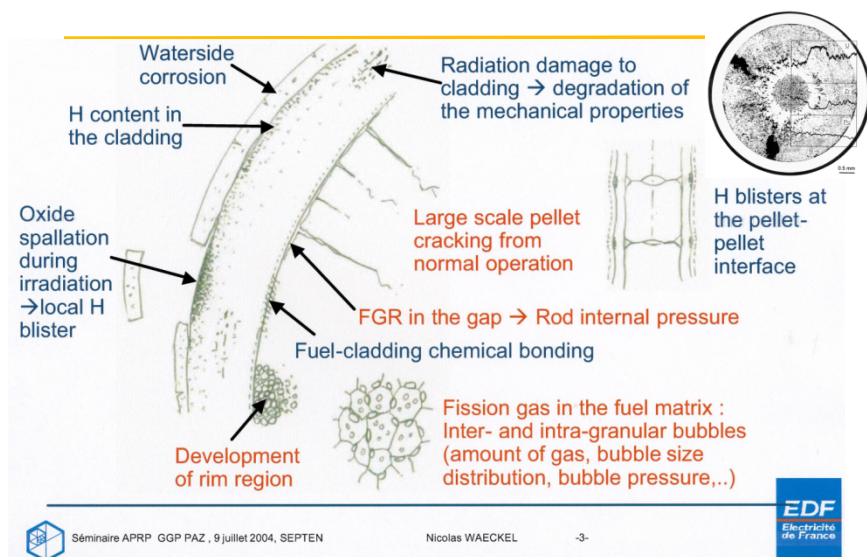 Waterside
corrosion
Radiation damage to
cladding → degradation of
the mechanical properties
H content in
the cladding
0.5 mm
Oxide
spallation
during
irradiation
→local H
blister
Large scale pellet
cracking from
normal operation
H blisters at
the pellet-
pellet
interface
FGR in the gap → Rod internal pressure
Fuel-cladding chemical bonding
Development
of rim region
Fission gas in the fuel matrix :
Inter- and intra-granular bubbles
(amount of gas, bubble size
distribution, bubble pressure,..)
Séminaire APRP GGP PAZ , 9 juillet 2004, SEPTEN
Nicolas WAECKEL
-3-
EDF
Electricité
de France